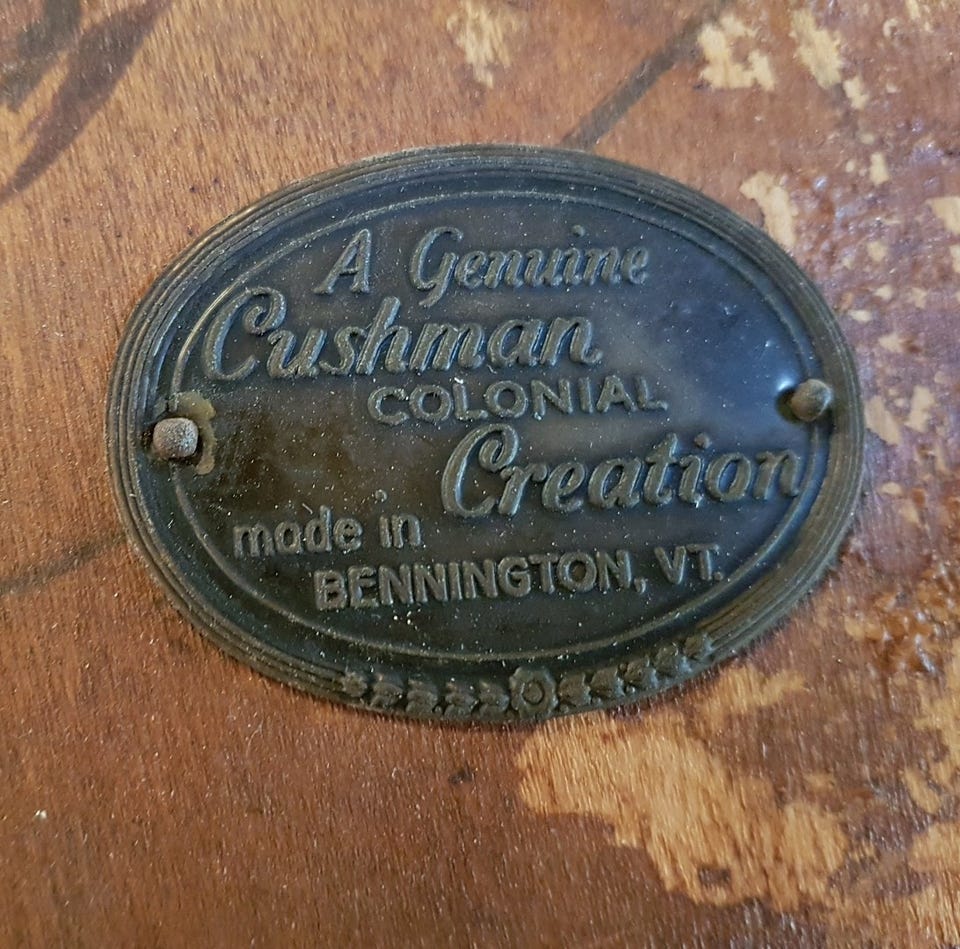 A Genuine
Cushman
COLONIAL
Creation
made in
BENNINGTON, VT.